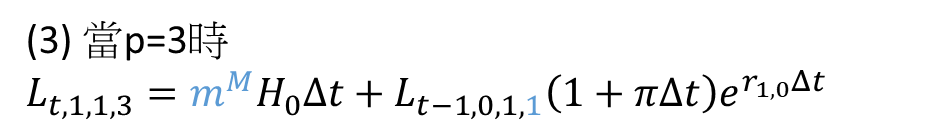 (3) 當p=3時
L_{t,1,1,3} = m^M H_0 Δt + L_{t−1,0,1,1}(1 + πΔt)e^{r_{1,0}Δt}